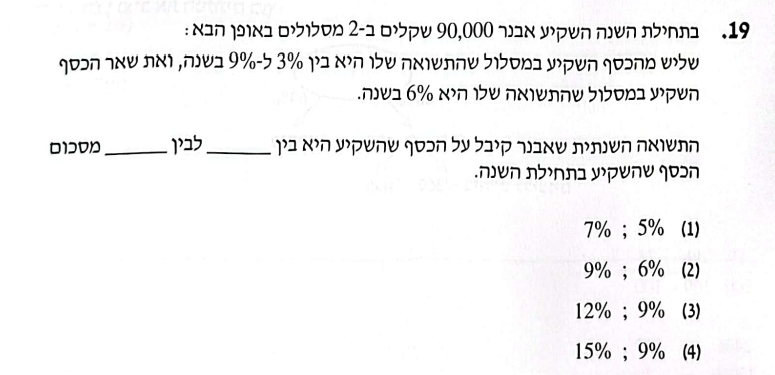 .19 בתחילת השנה השקיע אבנר 90,000 שקלים ב-2 מסלולים באופן הבא:
שליש מהכסף השקיע במסלול שהתשואה שלו היא בין 3% ל-9% בשנה, ואת שאר הכסף
השקיע במסלול שהתשואה שלו היא 6% בשנה.
התשואה השנתית שאבנר קיבל על הכסף שהשקיע היא בין ______ לבין ______ מסכום
הכסף שהשקיע בתחילת השנה.
(1) 5% ; 7%
(2) 6% ; 9%
(3) 9% ; 12%
(4) 9% ; 15%